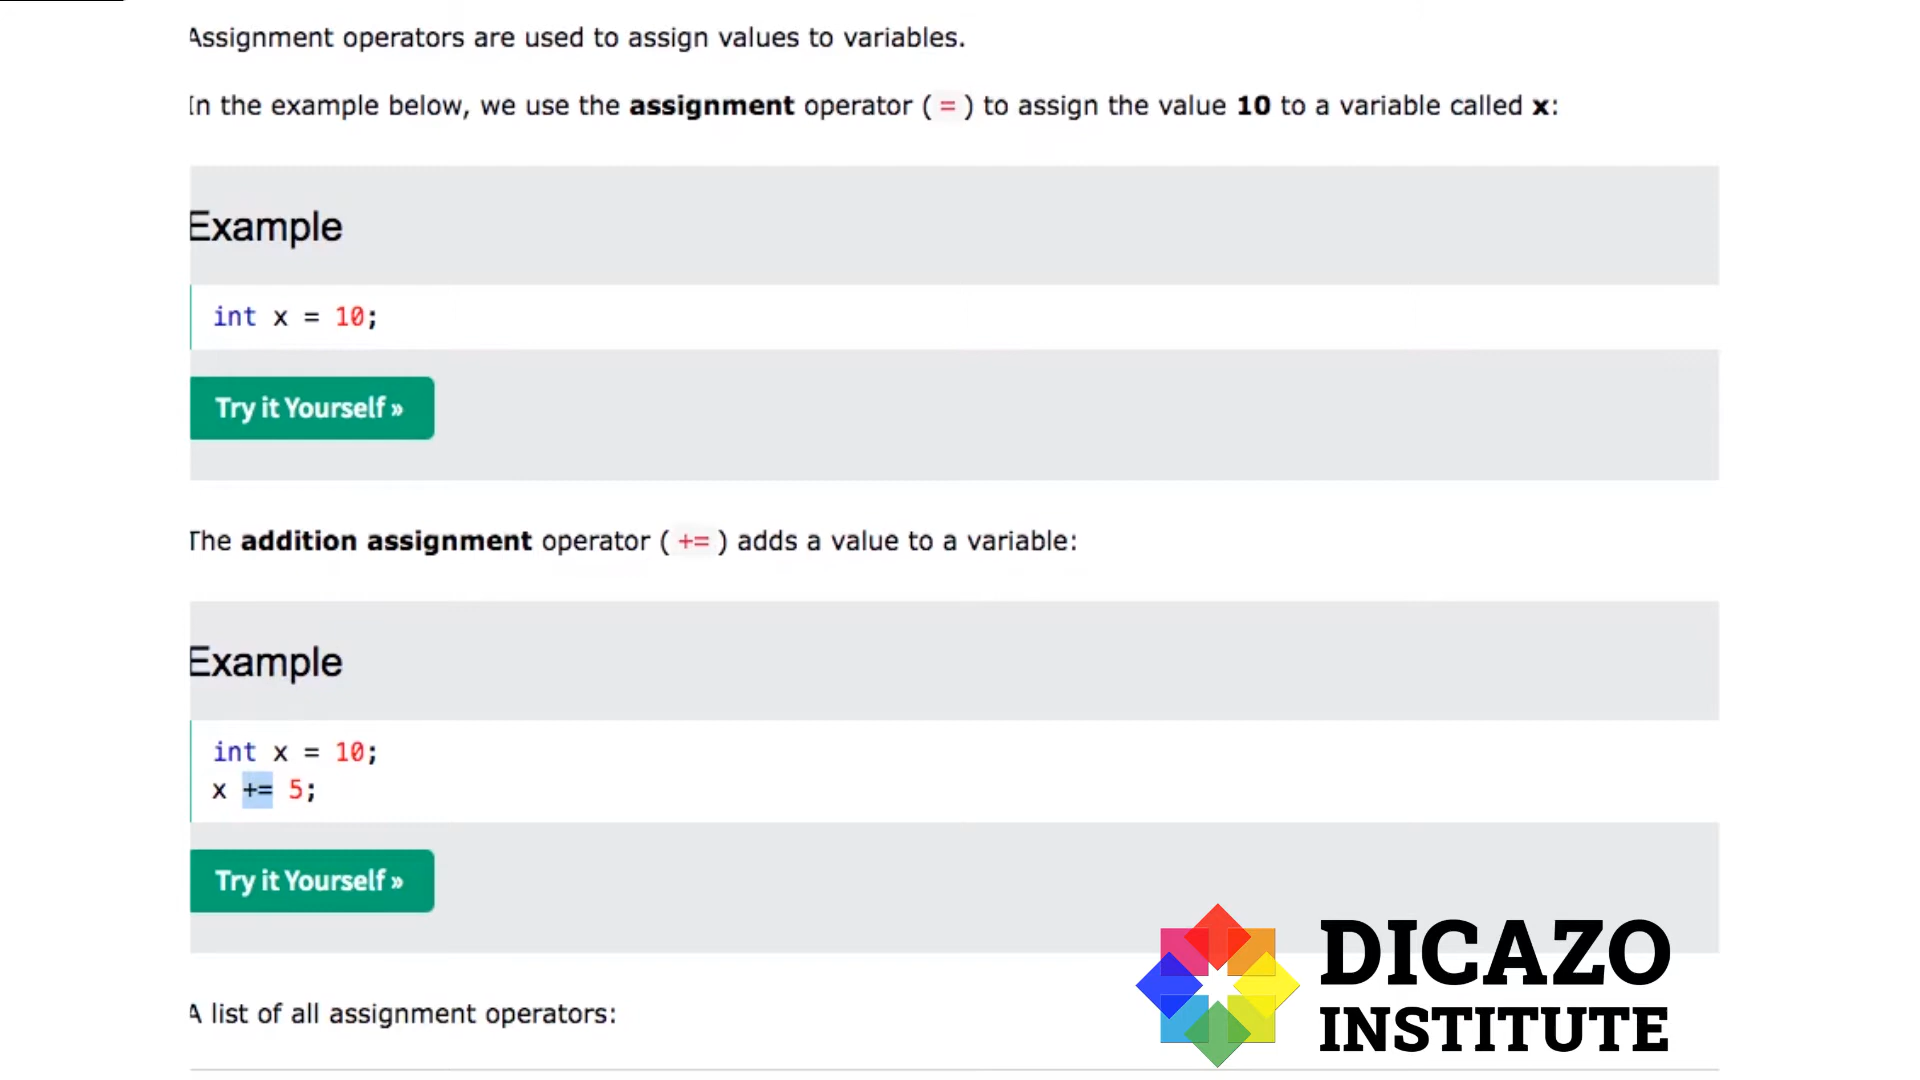 Assignment operators are used to assign values to variables.
In the example below, we use the assignment operator ( = ) to assign the value 10 to a variable called x:
Example
int x = 10;
Try it Yourself »
The addition assignment operator ( += ) adds a value to a variable:
Example
int x = 10;
x += 5;
Try it Yourself »
A list of all assignment operators:
DICAZO
INSTITUTE